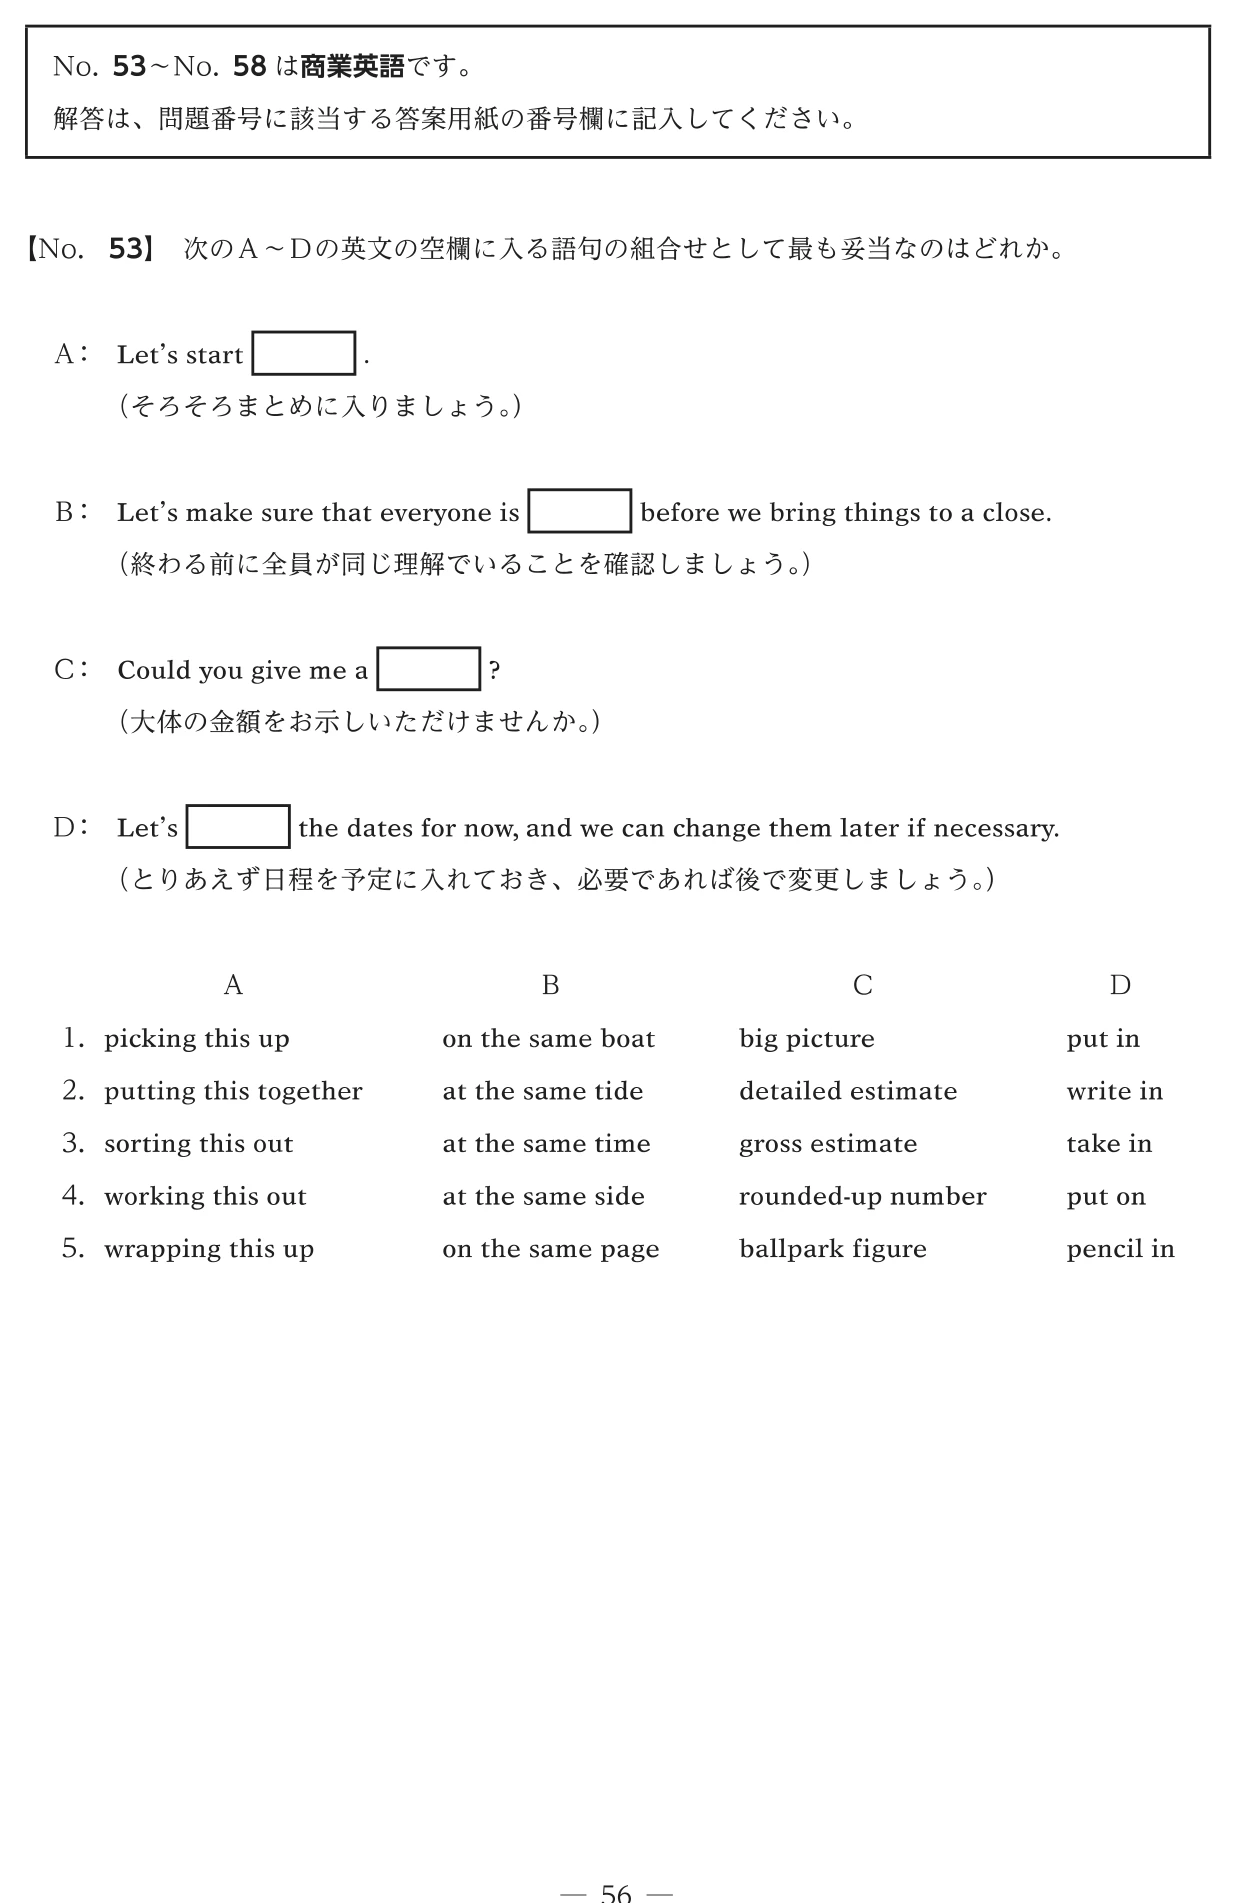 No. 53～No. 58 は商業英語です。
解答は、問題番号に該当する答案用紙の番号欄に記入してください。
【No. 53】 次のＡ～Ｄの英文の空欄に入る語句の組合せとして最も妥当なのはどれか。
Ａ： Let’s start .
（そろそろまとめに入りましょう。）
Ｂ： Let’s make sure that everyone is before we bring things to a close.
（終わる前に全員が同じ理解でいることを確認しましょう。）
Ｃ： Could you give me a ?
（大体の金額をお示しいただけませんか。）
Ｄ： Let’s the dates for now, and we can change them later if necessary.
（とりあえず日程を予定に入れておき、必要であれば後で変更しましょう。）
Ａ Ｂ Ｃ Ｄ
1. picking this up on the same boat big picture put in
2. putting this together at the same tide detailed estimate write in
3. sorting this out at the same time gross estimate take in
4. working this out at the same side rounded-up number put on
5. wrapping this up on the same page ballpark figure pencil in
— 56 —